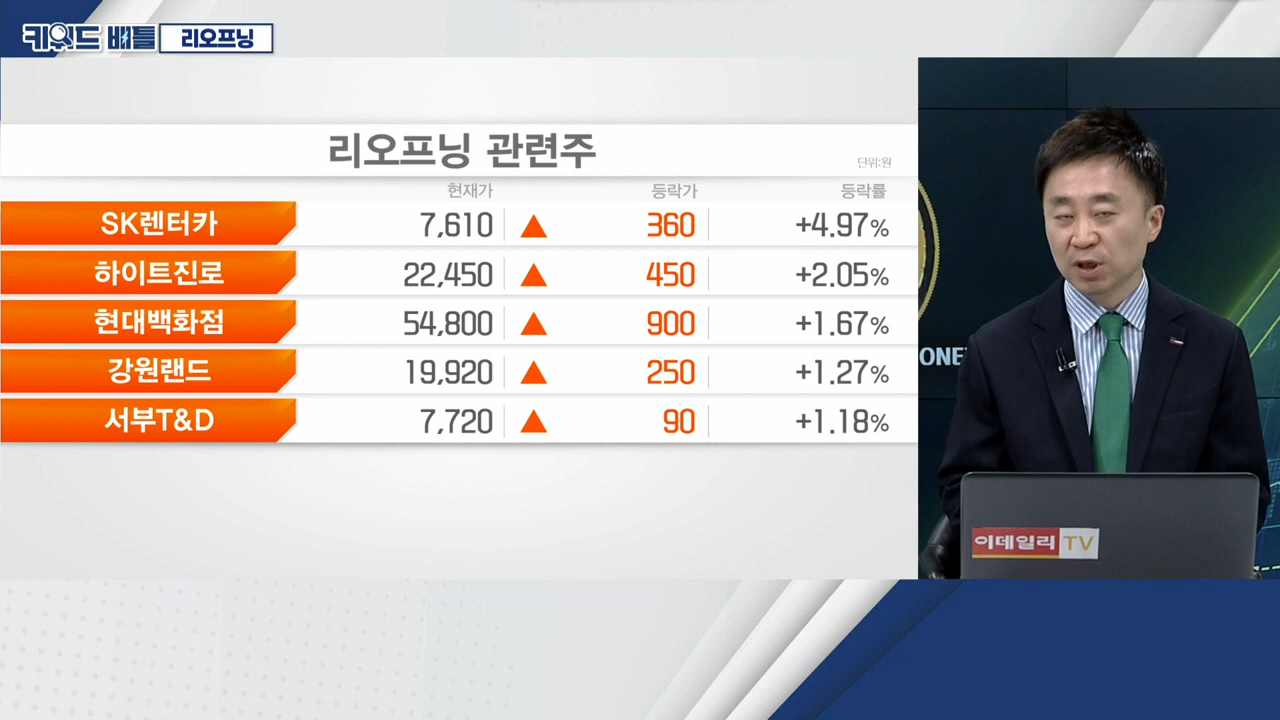 키워드 배틀 리오프닝
리오프닝 관련주
단위:원
현재가 등락가 등락률
SK렌터카 7,610 ▲ 360 +4.97%
하이트진로 22,450 ▲ 450 +2.05%
현대백화점 54,800 ▲ 900 +1.67%
강원랜드 19,920 ▲ 250 +1.27%
서부T&D 7,720 ▲ 90 +1.18%
이데일리 TV